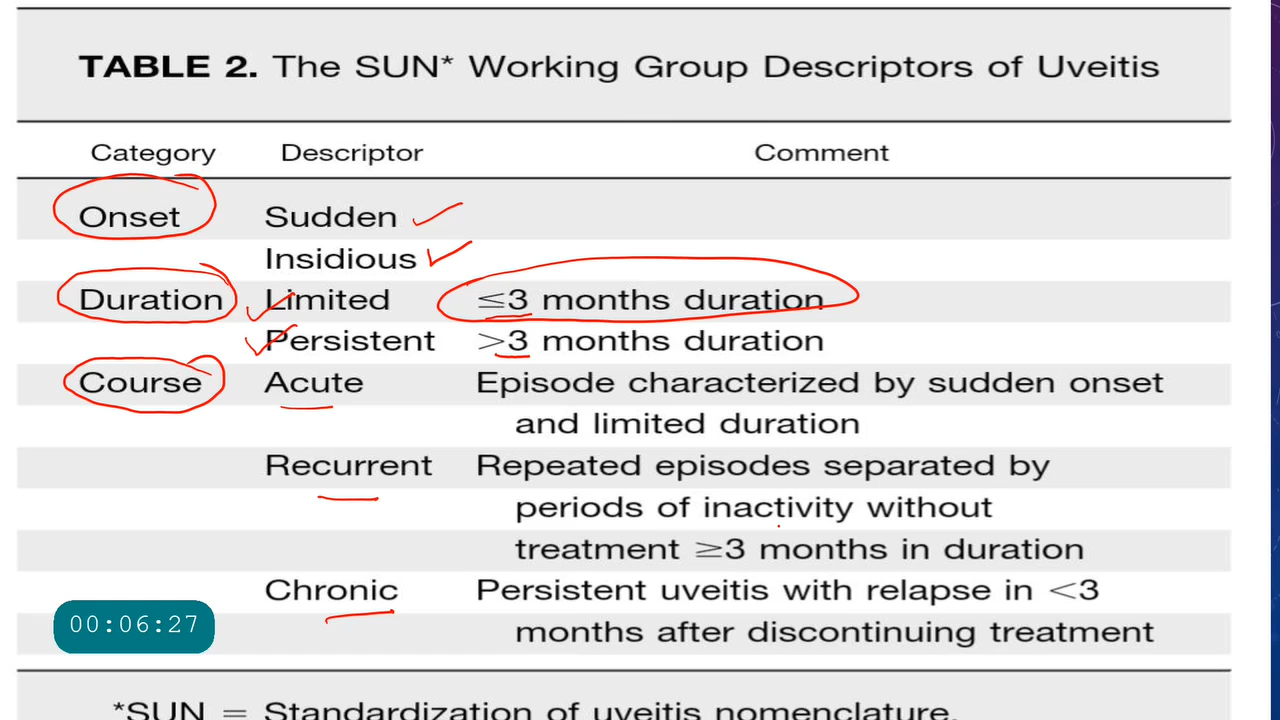 TABLE 2. The SUN* Working Group Descriptors of Uveitis
Category Descriptor Comment
Onset Sudden
Insidious
Duration Limited ≤3 months duration
Persistent >3 months duration
Course Acute Episode characterized by sudden onset
and limited duration
Recurrent Repeated episodes separated by
periods of inactivity without
treatment ≥3 months in duration
Chronic Persistent uveitis with relapse in <3
months after discontinuing treatment
00:06:27
*SUN = Standardization of uveitis nomenclature.